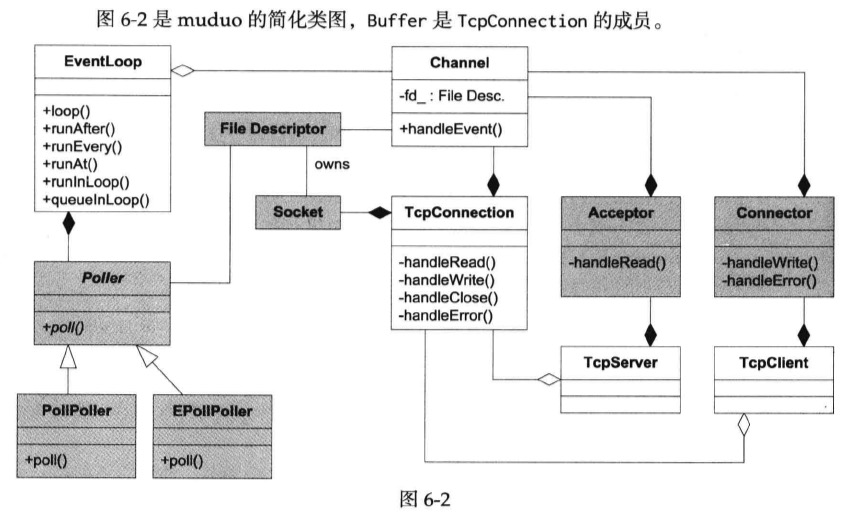 图 6-2 是 muduo 的简化类图，Buffer 是 TcpConnection 的成员。
EventLoop
+loop()
+runAfter()
+runEvery()
+runAt()
+runInLoop()
+queueInLoop()
Channel
-fd_ : File Desc.
+handleEvent()
File Descriptor
owns
Socket
TcpConnection
-handleRead()
-handleWrite()
-handleClose()
-handleError()
Acceptor
-handleRead()
Connector
-handleWrite()
-handleError()
Poller
+poll()
TcpServer
TcpClient
PollPoller
+poll()
EPollPoller
+poll()
图 6-2